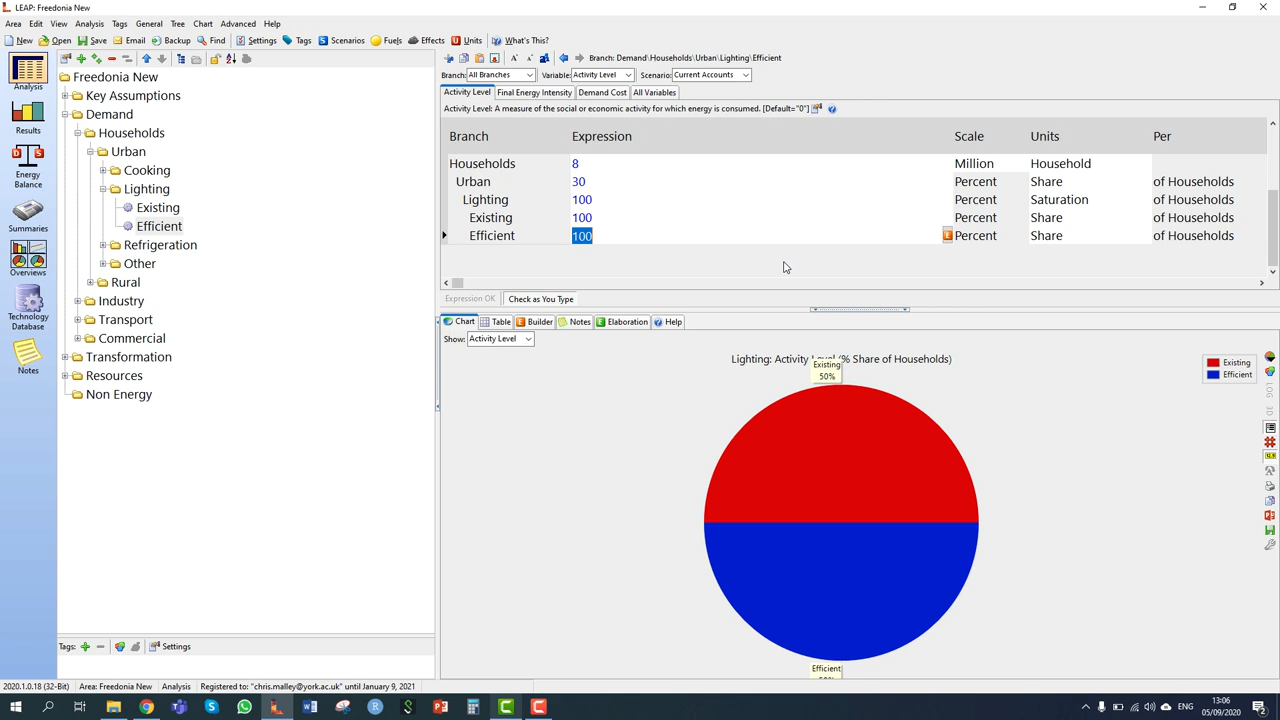 LEAP: Freedonia New
Area Edit View Analysis Tags General Tree Chart Advanced Help
New Open Save Email Backup Find Settings Tags Scenarios Fuels Effects Units What's This?
Analysis
Results
Energy
Balance
Summaries
Overviews
Technology
Database
Notes
Freedonia New
Key Assumptions
Demand
Households
Urban
Cooking
Lighting
Existing
Efficient
Refrigeration
Other
Rural
Industry
Transport
Commercial
Transformation
Resources
Non Energy
Tags: Settings
Branch: Demand\Households\Urban\Lighting\Efficient
Branch: All Branches Variable: Activity Level Scenario: Current Accounts
Activity Level Final Energy Intensity Demand Cost All Variables
Activity Level: A measure of the social or economic activity for which energy is consumed. [Default="0"]
Branch Expression Scale Units Per
Households 8 Million Household
Urban 30 Percent Share of Households
Lighting 100 Percent Saturation of Households
Existing 100 Percent Share of Households
Efficient 100 E Percent Share of Households
Expression OK Check as You Type
Chart Table Builder Notes Elaboration Help
Show: Activity Level
Lighting: Activity Level (% Share of Households)
Existing
50%
Existing
Efficient
Efficient
LOG
3D
2020.1.0.18 (32-Bit) Area: Freedonia New Analysis Registered to: "chris.malley@york.ac.uk" until January 9, 2021
ENG
13:06
05/09/2020
2